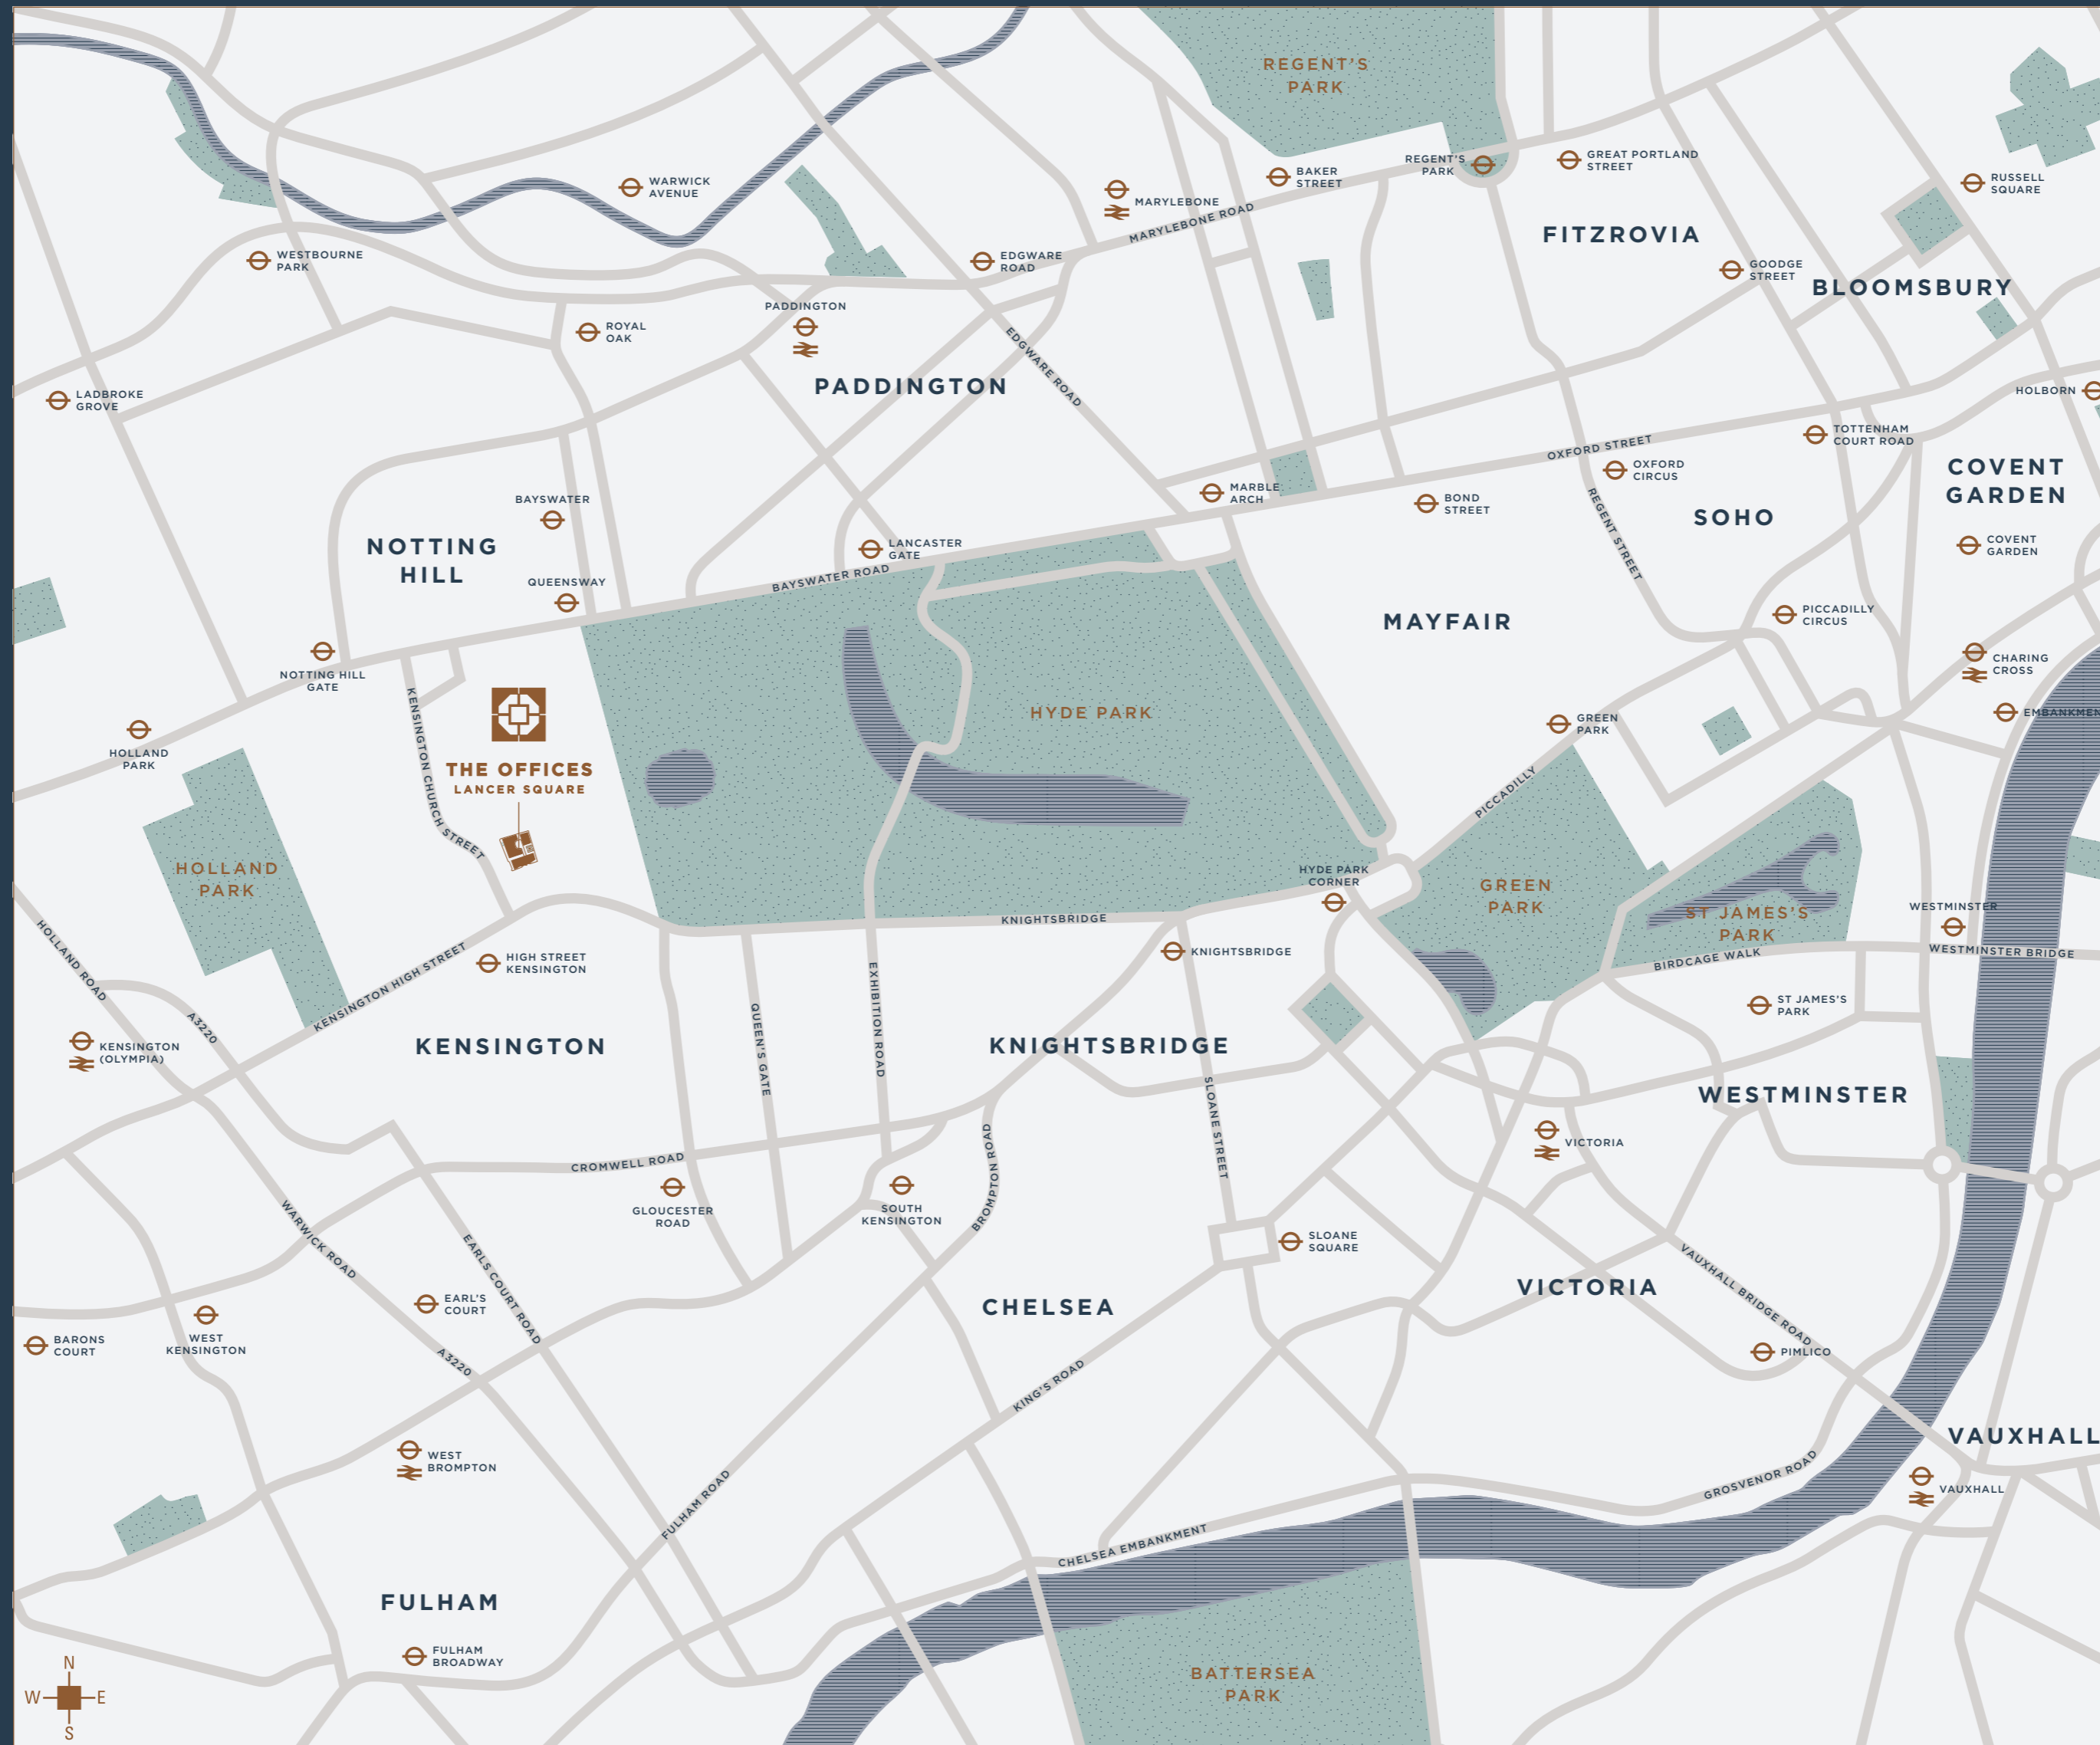 REGENT'S
PARK
REGENT'S
PARK
GREAT PORTLAND
STREET
BAKER
STREET
WARWICK
AVENUE
MARYLEBONE
MARYLEBONE ROAD
RUSSELL
SQUARE
FITZROVIA
WESTBOURNE
PARK
EDGWARE
ROAD
GOODGE
STREET
BLOOMSBURY
PADDINGTON
ROYAL
OAK
EDGWARE ROAD
PADDINGTON
LADBROKE
GROVE
HOLBORN
TOTTENHAM
COURT ROAD
OXFORD STREET
OXFORD
CIRCUS
COVENT
GARDEN
BAYSWATER
MARBLE
ARCH
BOND
STREET
REGENT STREET
SOHO
NOTTING
HILL
LANCASTER
GATE
COVENT
GARDEN
QUEENSWAY
BAYSWATER ROAD
MAYFAIR
PICCADILLY
CIRCUS
NOTTING HILL
GATE
CHARING
CROSS
KENSINGTON CHURCH STREET
HYDE PARK
GREEN
PARK
EMBANKMEN
HOLLAND
PARK
THE OFFICES
LANCER SQUARE
PICCADILLY
HOLLAND
PARK
HYDE PARK
CORNER
GREEN
PARK
ST JAMES'S
PARK
WESTMINSTER
KNIGHTSBRIDGE
HOLLAND ROAD
KENSINGTON HIGH STREET
HIGH STREET
KENSINGTON
KNIGHTSBRIDGE
BIRDCAGE WALK
WESTMINSTER BRIDGE
A3220
QUEEN'S GATE
EXHIBITION ROAD
ST JAMES'S
PARK
KENSINGTON
(OLYMPIA)
KENSINGTON
KNIGHTSBRIDGE
SLOANE STREET
WESTMINSTER
VICTORIA
CROMWELL ROAD
BROMPTON ROAD
GLOUCESTER
ROAD
SOUTH
KENSINGTON
WARWICK ROAD
EARLS COURT ROAD
SLOANE
SQUARE
VICTORIA
VAUXHALL BRIDGE ROAD
EARL'S
COURT
CHELSEA
BARONS
COURT
WEST
KENSINGTON
A3220
KING'S ROAD
PIMLICO
VAUXHALL
WEST
BROMPTON
FULHAM ROAD
GROSVENOR ROAD
VAUXHALL
CHELSEA EMBANKMENT
FULHAM
FULHAM
BROADWAY
BATTERSEA
PARK
N
W
E
S